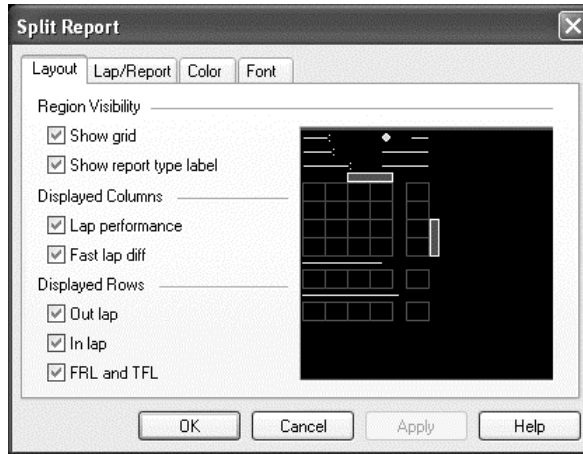 Split Report
Layout Lap/Report Color Font
Region Visibility
Show grid
Show report type label
Displayed Columns
Lap performance
Fast lap diff
Displayed Rows
Out lap
In lap
FRL and TFL
OK Cancel Apply Help